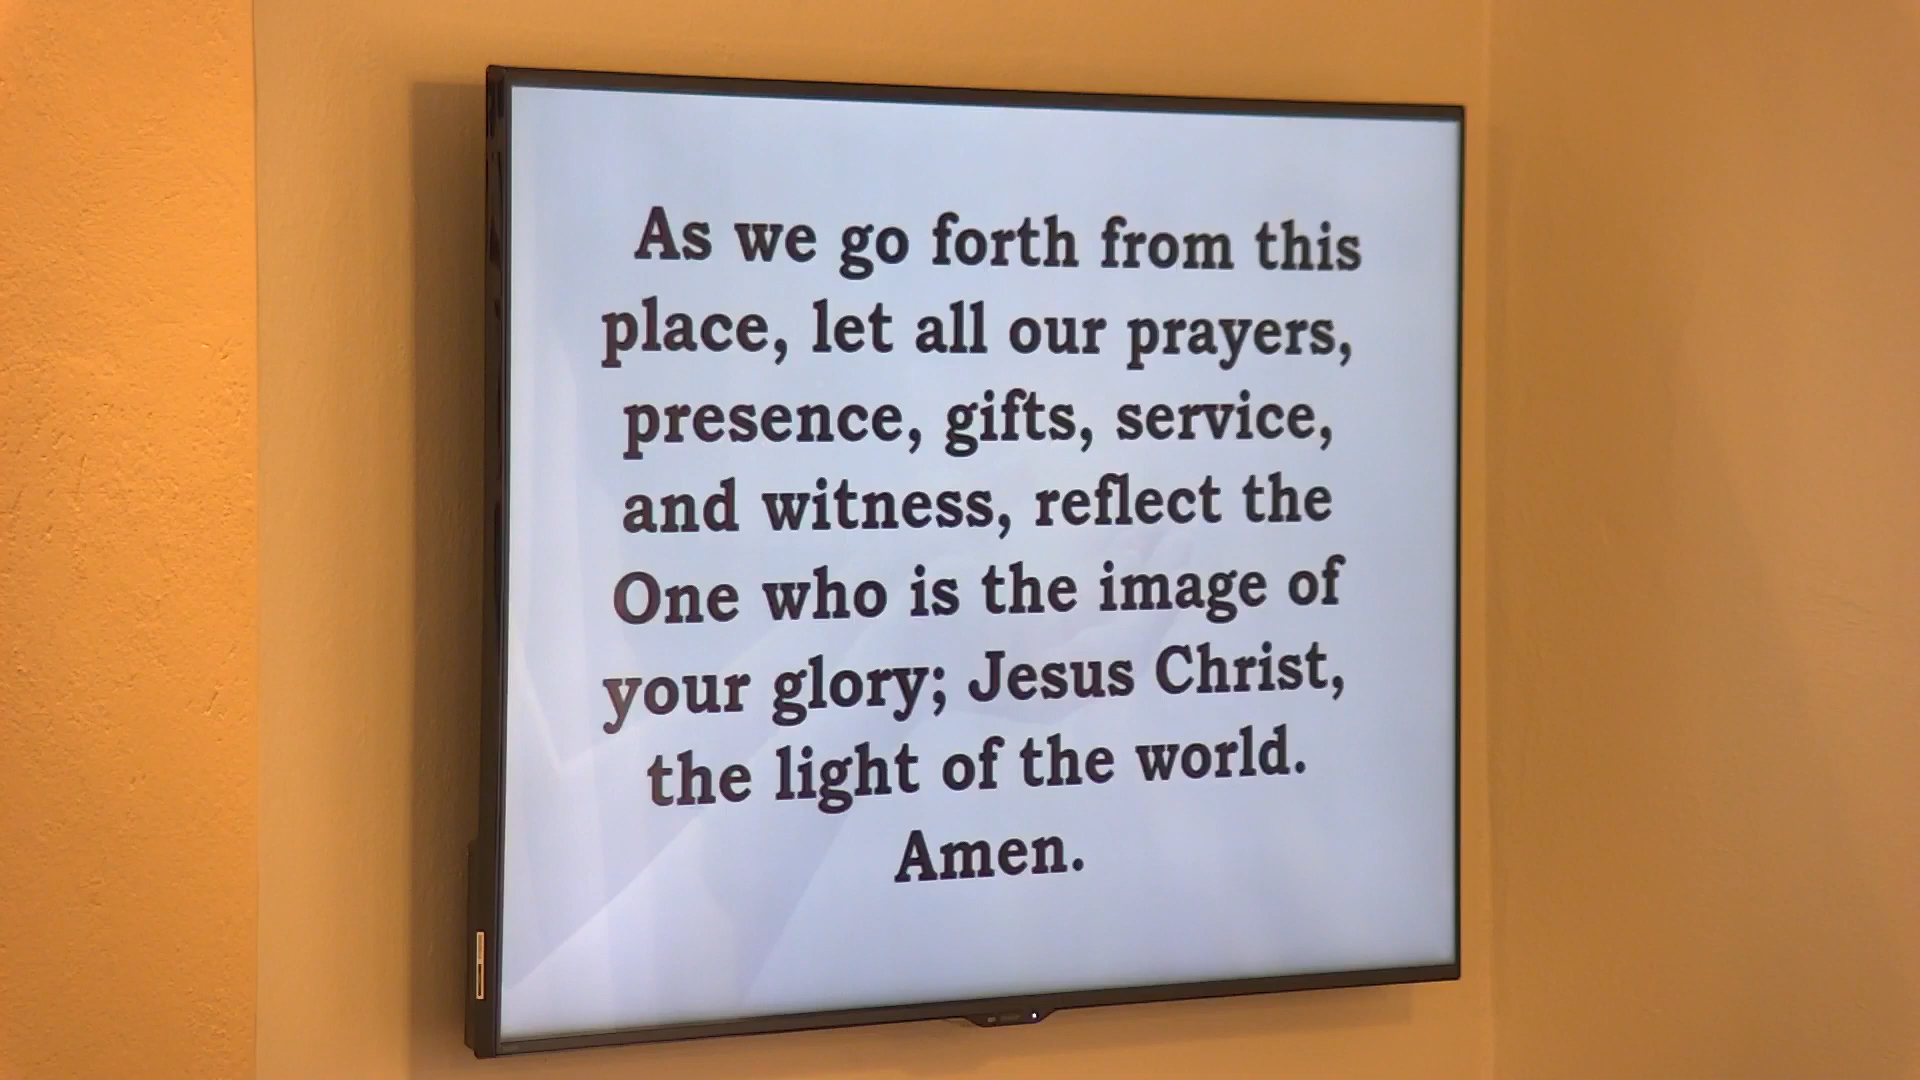 As we go forth from this
place, let all our prayers,
presence, gifts, service,
and witness, reflect the
One who is the image of
your glory; Jesus Christ,
the light of the world.
Amen.